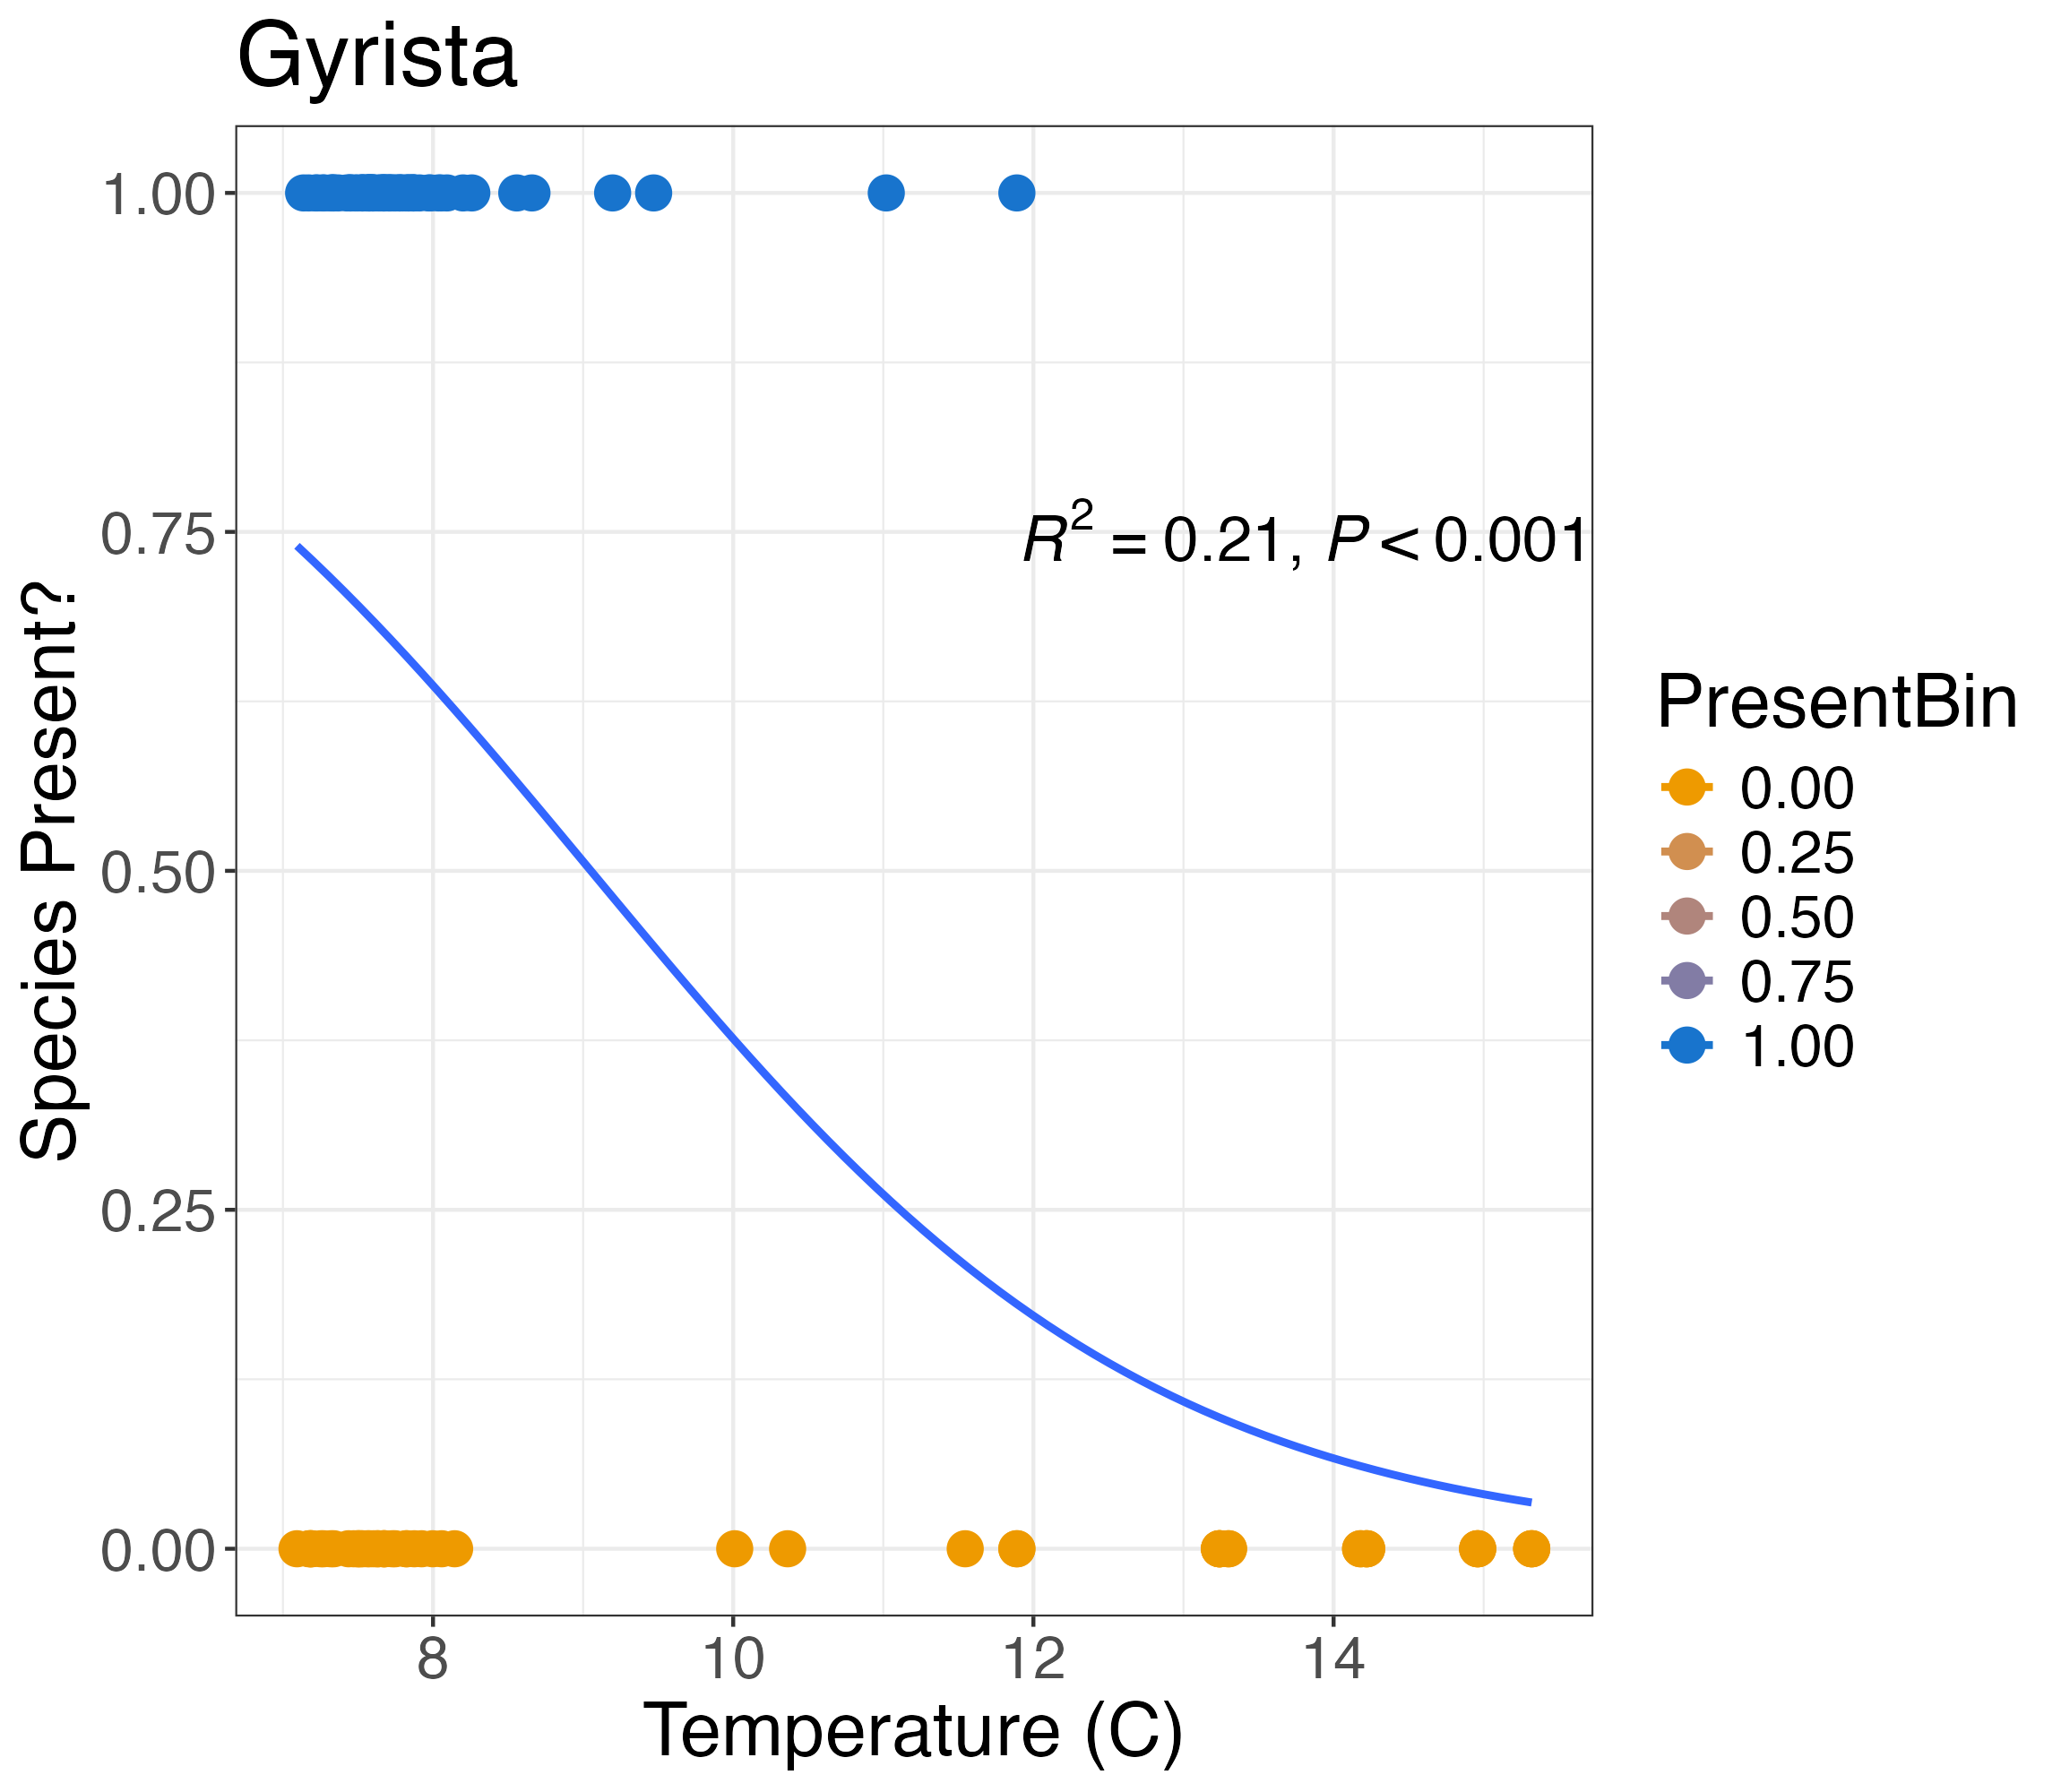 Gyrista
1.00
0.75
0.50
0.25
0.00
Species Present?
R² = 0.21, P < 0.001
8 10 12 14
Temperature (C)
PresentBin
0.00
0.25
0.50
0.75
1.00